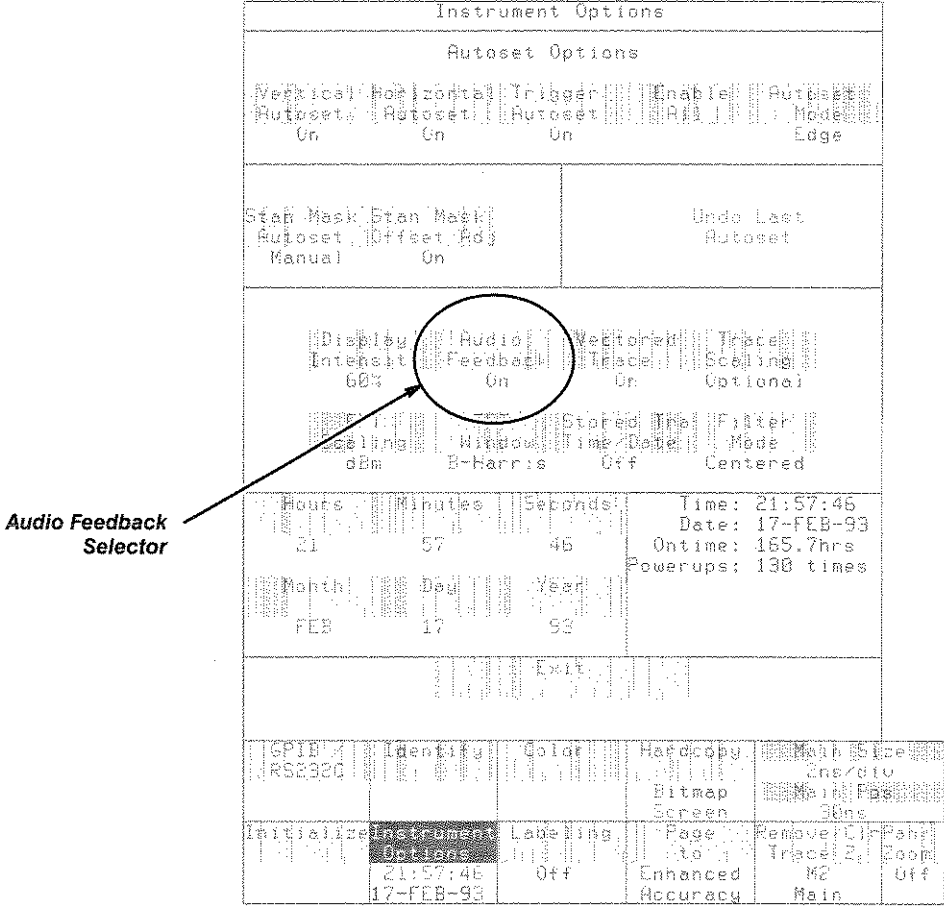 Instrument Options
Autoset Options
Vertical Horizontal Trigger Enable Autoset
Autoset Autoset Autoset All Mode
On On On Edge
Stan Mask Stan Mask Undo Last
Autoset Offset Adj Autoset
Manual On
Display Audio Vectored Trace
Intensit Feedback Trace Scaling
60% On On Optional
Stored Tra Filter
Scaling Window Time/Date Mode
dBm B-Harris Off Centered
Audio Feedback
Selector
Hours Minutes Seconds
21 57 46
Month Day Year
FEB 17 93
Time: 21:57:46
Date: 17-FEB-93
Ontime: 165.7hrs
Powerups: 130 times
Exit
GPIB / Identify Color Hardcopy Main Size
RS232C 2ns/div
Bitmap Main Pos
Screen 30ns
Initialize Instrument Labelling Page Remove/Clr Pan/
Options to Trace 2 Zoom
21:57:46 Off Enhanced M2 Off
17-FEB-93 Accuracy Main